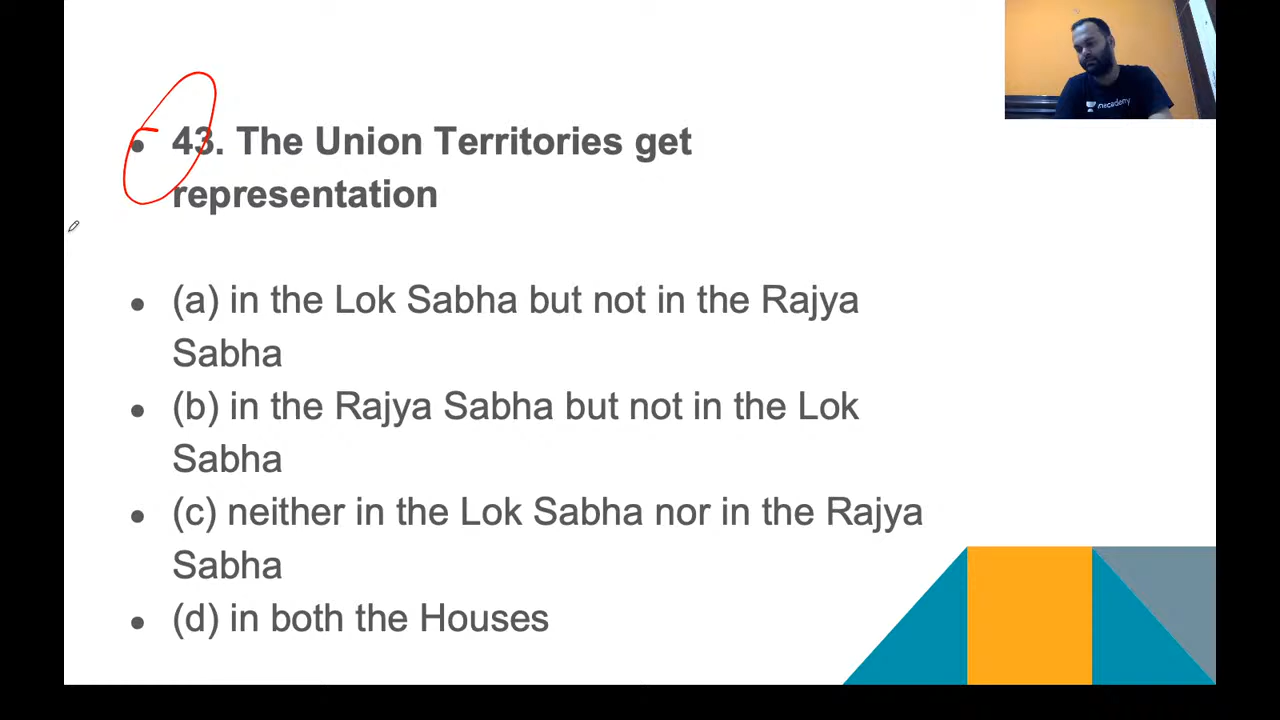 43. The Union Territories get
representation
(a) in the Lok Sabha but not in the Rajya
Sabha
(b) in the Rajya Sabha but not in the Lok
Sabha
(c) neither in the Lok Sabha nor in the Rajya
Sabha
(d) in both the Houses